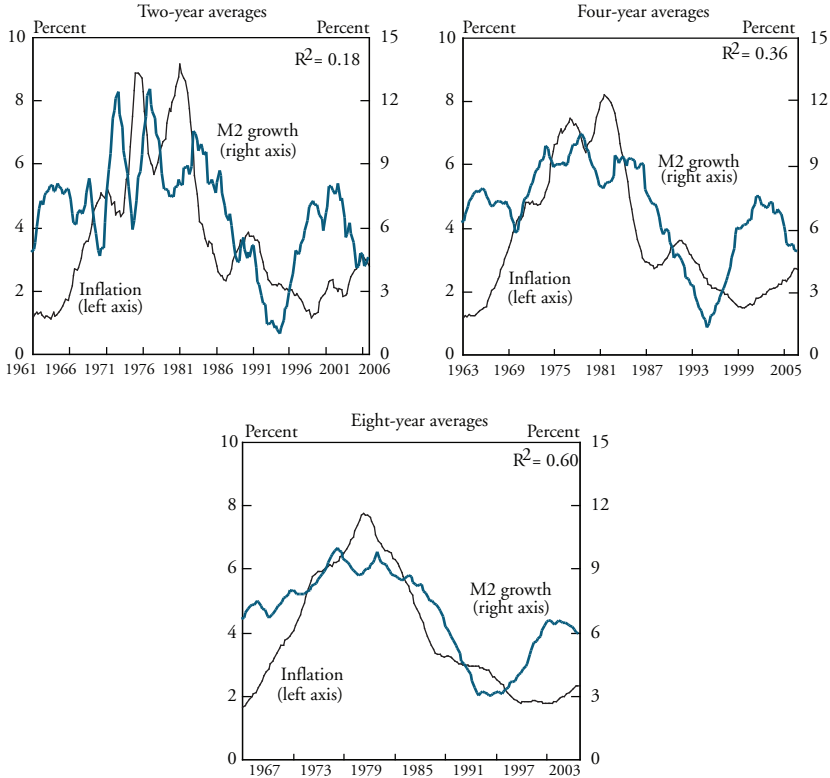 Two-year averages
Percent Percent
10 15
R2= 0.18
8 12
M2 growth
(right axis)
6 9
4 6
Inflation
(left axis)
2 3
0 0
1961 1966 1971 1976 1981 1986 1991 1996 2001 2006
Four-year averages
Percent Percent
10 15
R2= 0.36
8 12
M2 growth
(right axis)
6 9
4 6
Inflation
(left axis)
2 3
0 0
1963 1969 1975 1981 1987 1993 1999 2005
Eight-year averages
Percent Percent
10 15
R2= 0.60
8 12
6 9
M2 growth
(right axis)
4 6
Inflation
(left axis)
2 3
0 0
1967 1973 1979 1985 1991 1997 2003